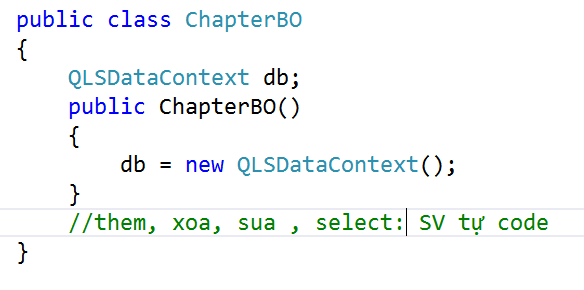 public class ChapterBO
{
QLSDataContext db;
public ChapterBO()
{
db = new QLSDataContext();
}
//them, xoa, sua , select: SV tự code
}